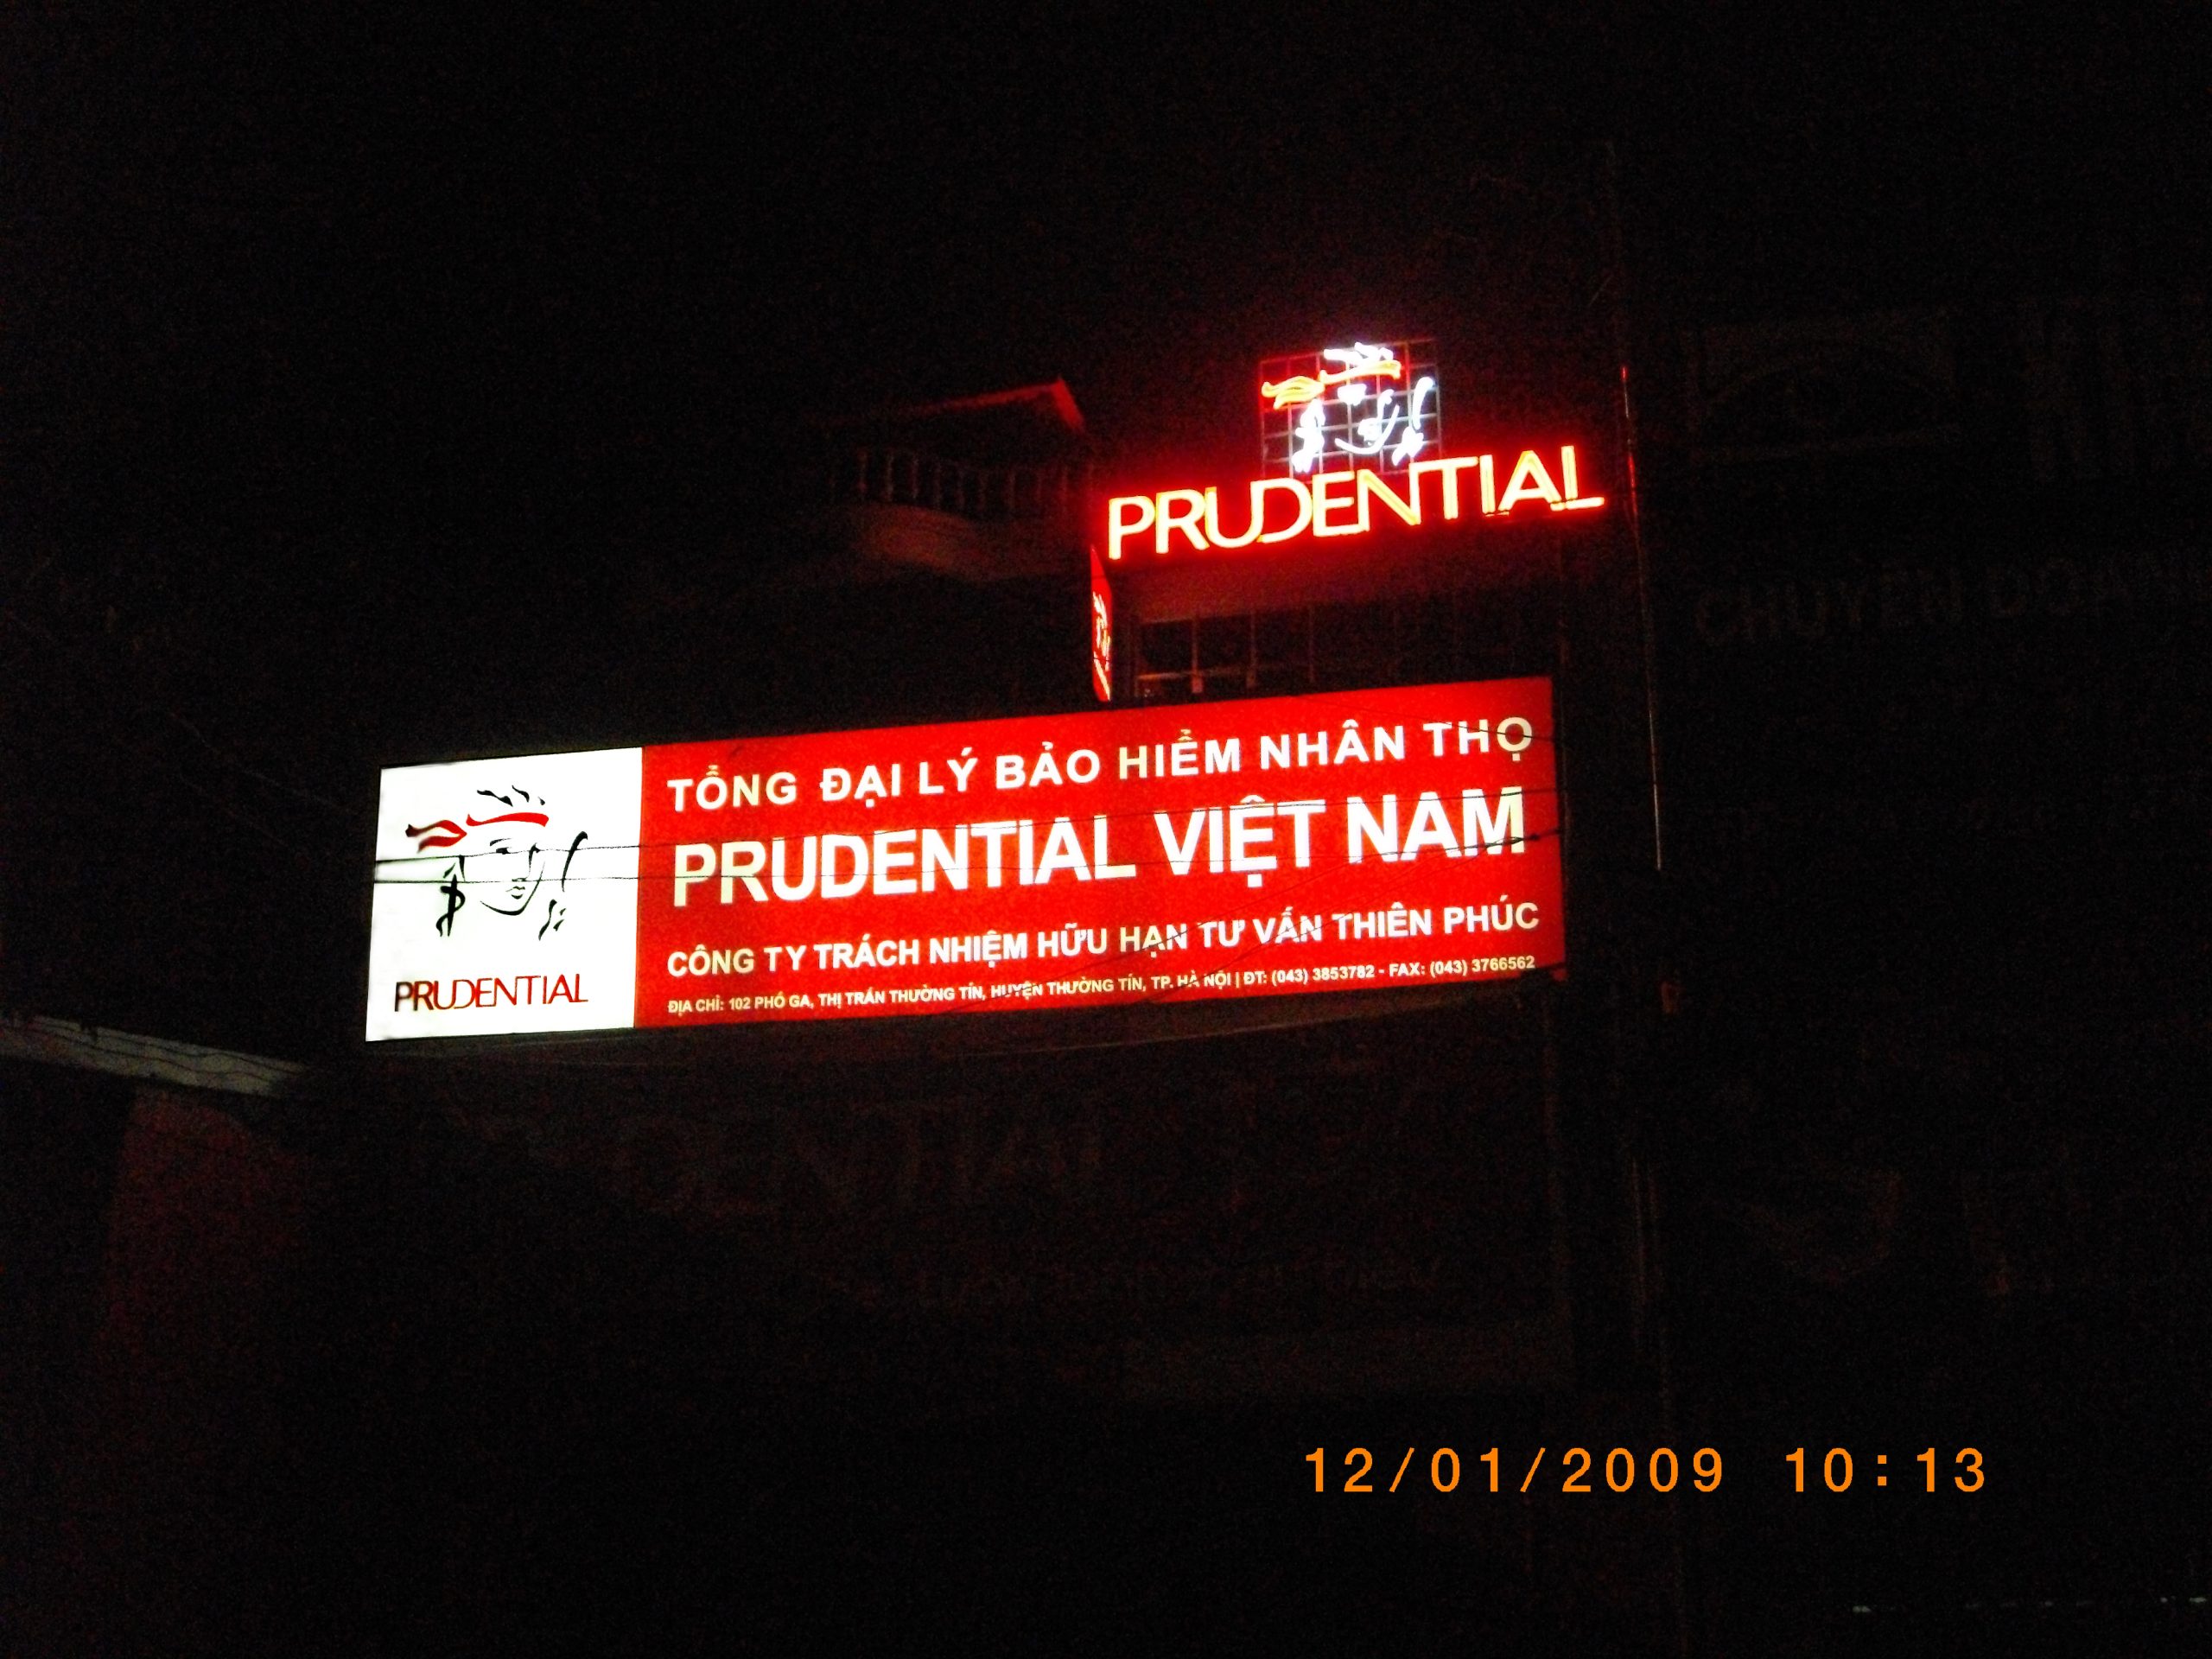 PRUDENTIAL
TỔNG ĐẠI LÝ BẢO HIỂM NHÂN THỌ
PRUDENTIAL VIỆT NAM
CÔNG TY TRÁCH NHIỆM HỮU HẠN TƯ VẤN THIÊN PHÚC
ĐỊA CHỈ: 102 PHỐ GA, THỊ TRẤN THƯỜNG TÍN, HUYỆN THƯỜNG TÍN, TP. HÀ NỘI | ĐT: (043) 3853782 - FAX: (043) 3766562
PRUDENTIAL
12/01/2009 10:13